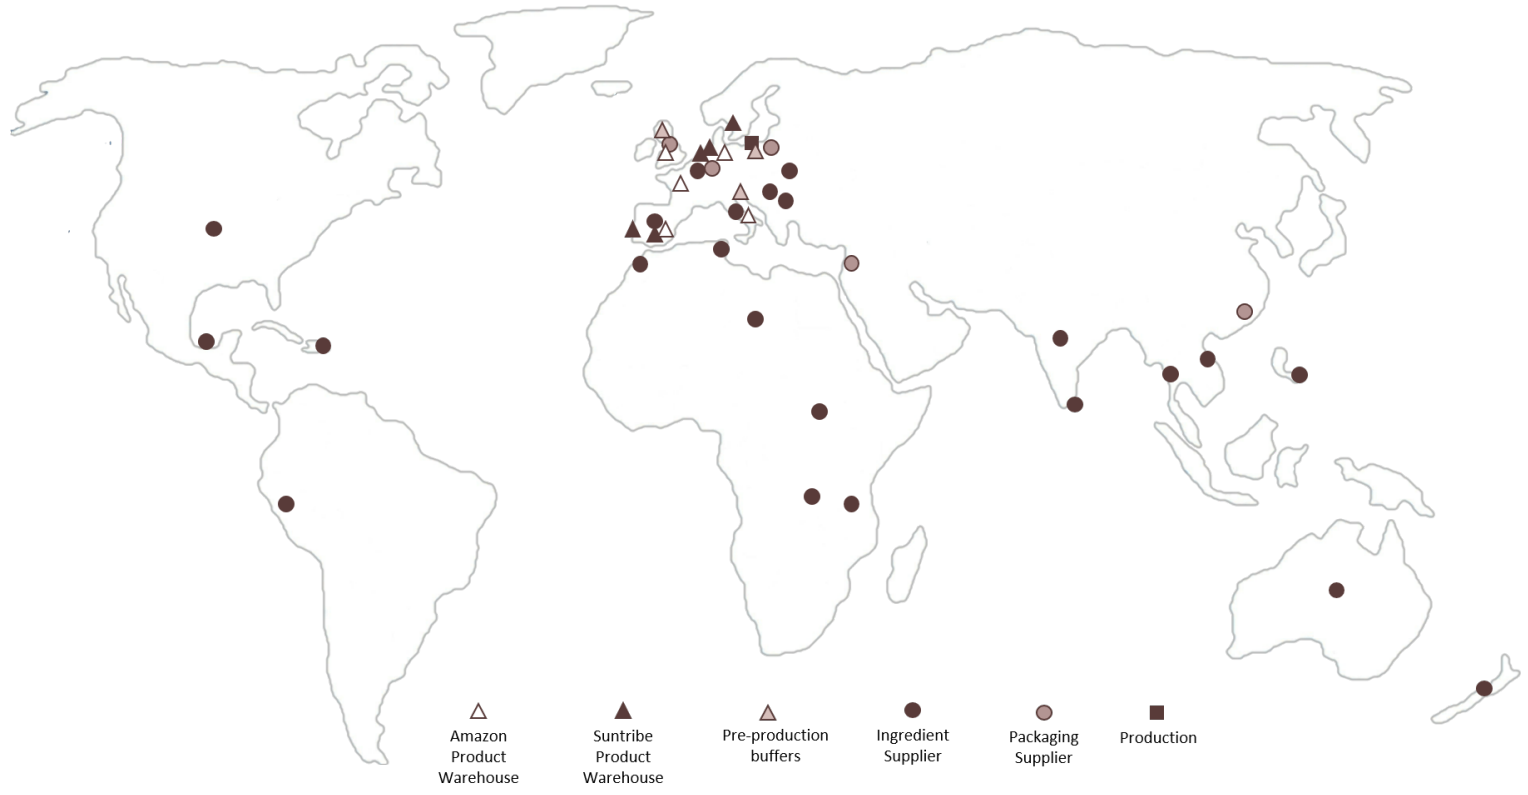 Amazon
Product
Warehouse
Suntribe
Product
Warehouse
Pre-production
buffers
Ingredient
Supplier
Packaging
Supplier
Production